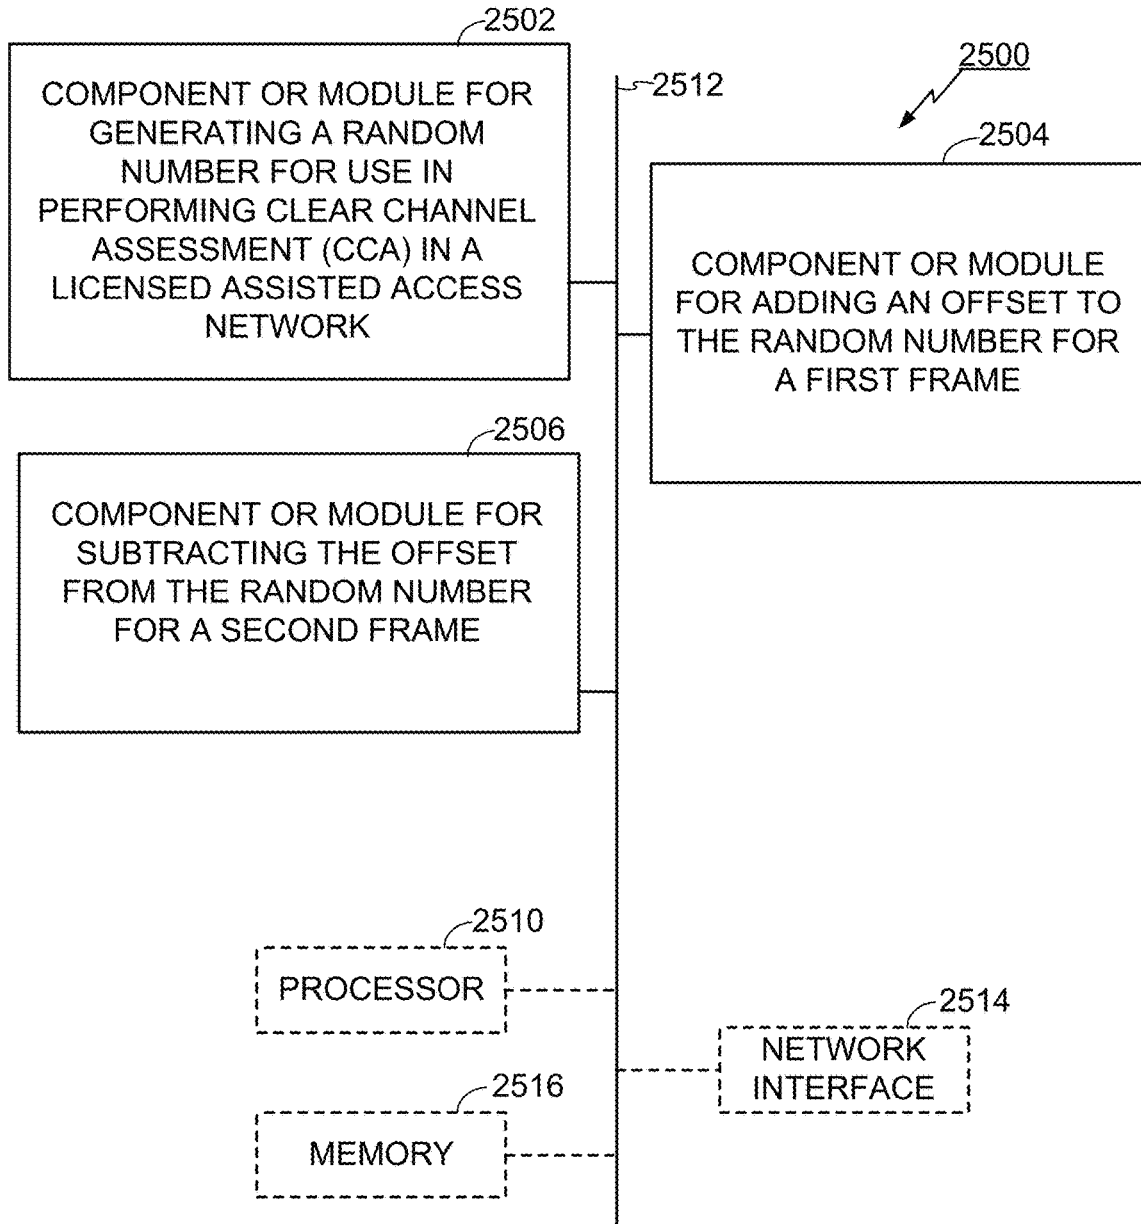 2502
COMPONENT OR MODULE FOR
GENERATING A RANDOM
NUMBER FOR USE IN
PERFORMING CLEAR CHANNEL
ASSESSMENT (CCA) IN A
LICENSED ASSISTED ACCESS
NETWORK
2512
2500
2504
COMPONENT OR MODULE
FOR ADDING AN OFFSET TO
THE RANDOM NUMBER FOR
A FIRST FRAME
2506
COMPONENT OR MODULE FOR
SUBTRACTING THE OFFSET
FROM THE RANDOM NUMBER
FOR A SECOND FRAME
2510
PROCESSOR
2514
NETWORK
INTERFACE
2516
MEMORY